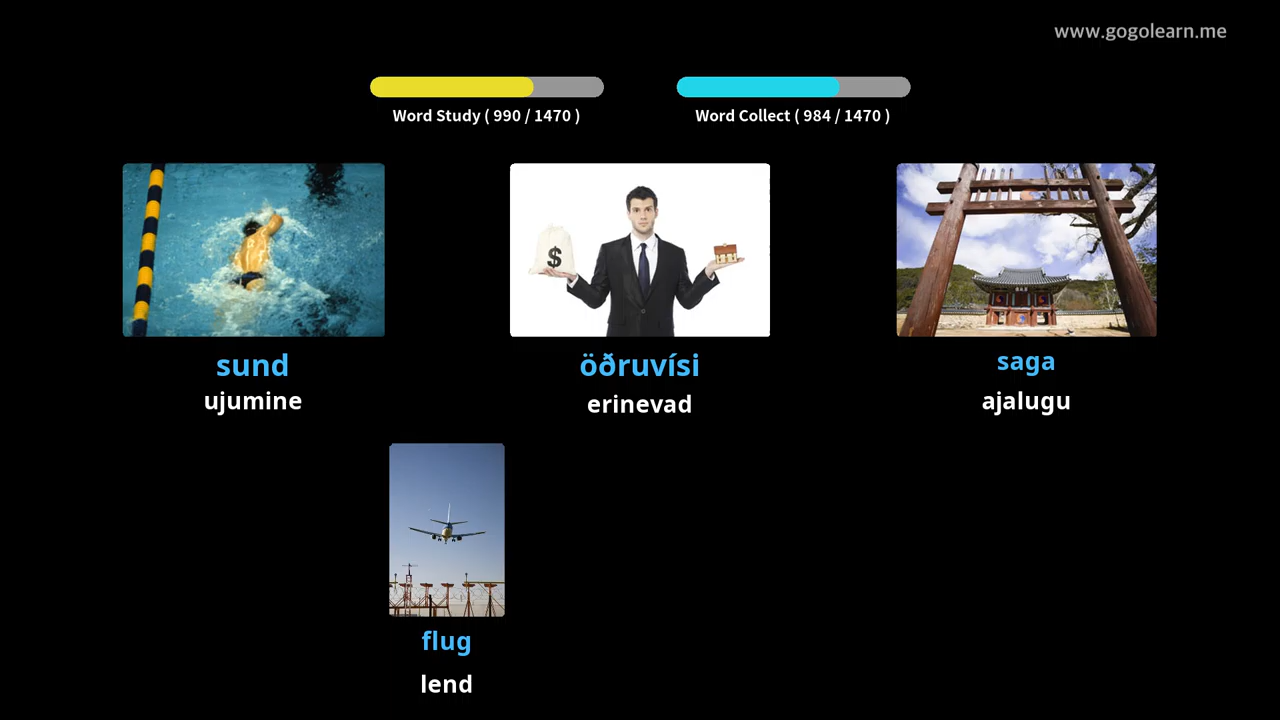 www.gogolearn.me
Word Study ( 990 / 1470 )
Word Collect ( 984 / 1470 )
$
sund
ujumine
öðruvísi
erinevad
saga
ajalugu
flug
lend